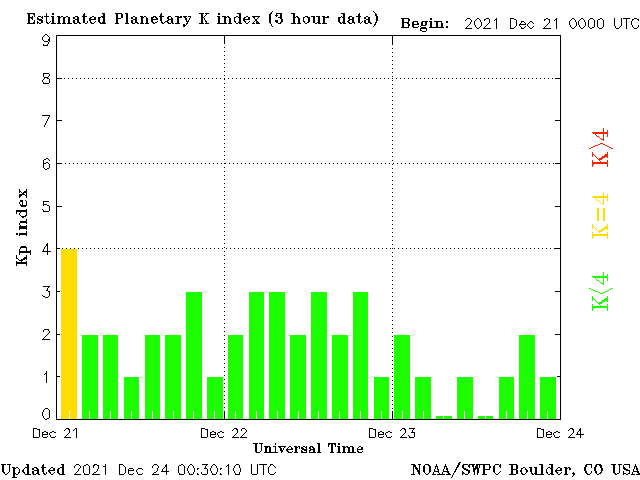 Estimated Planetary K index (3 hour data) Begin: 2021 Dec 21 0000 UTC
9
8
7
6
5
4
3
2
1
0
Kp index
K>4
K=4
K<4
Dec 21 Dec 22 Dec 23 Dec 24
Universal Time
Updated 2021 Dec 24 00:30:10 UTC NOAA/SWPC Boulder, CO USA